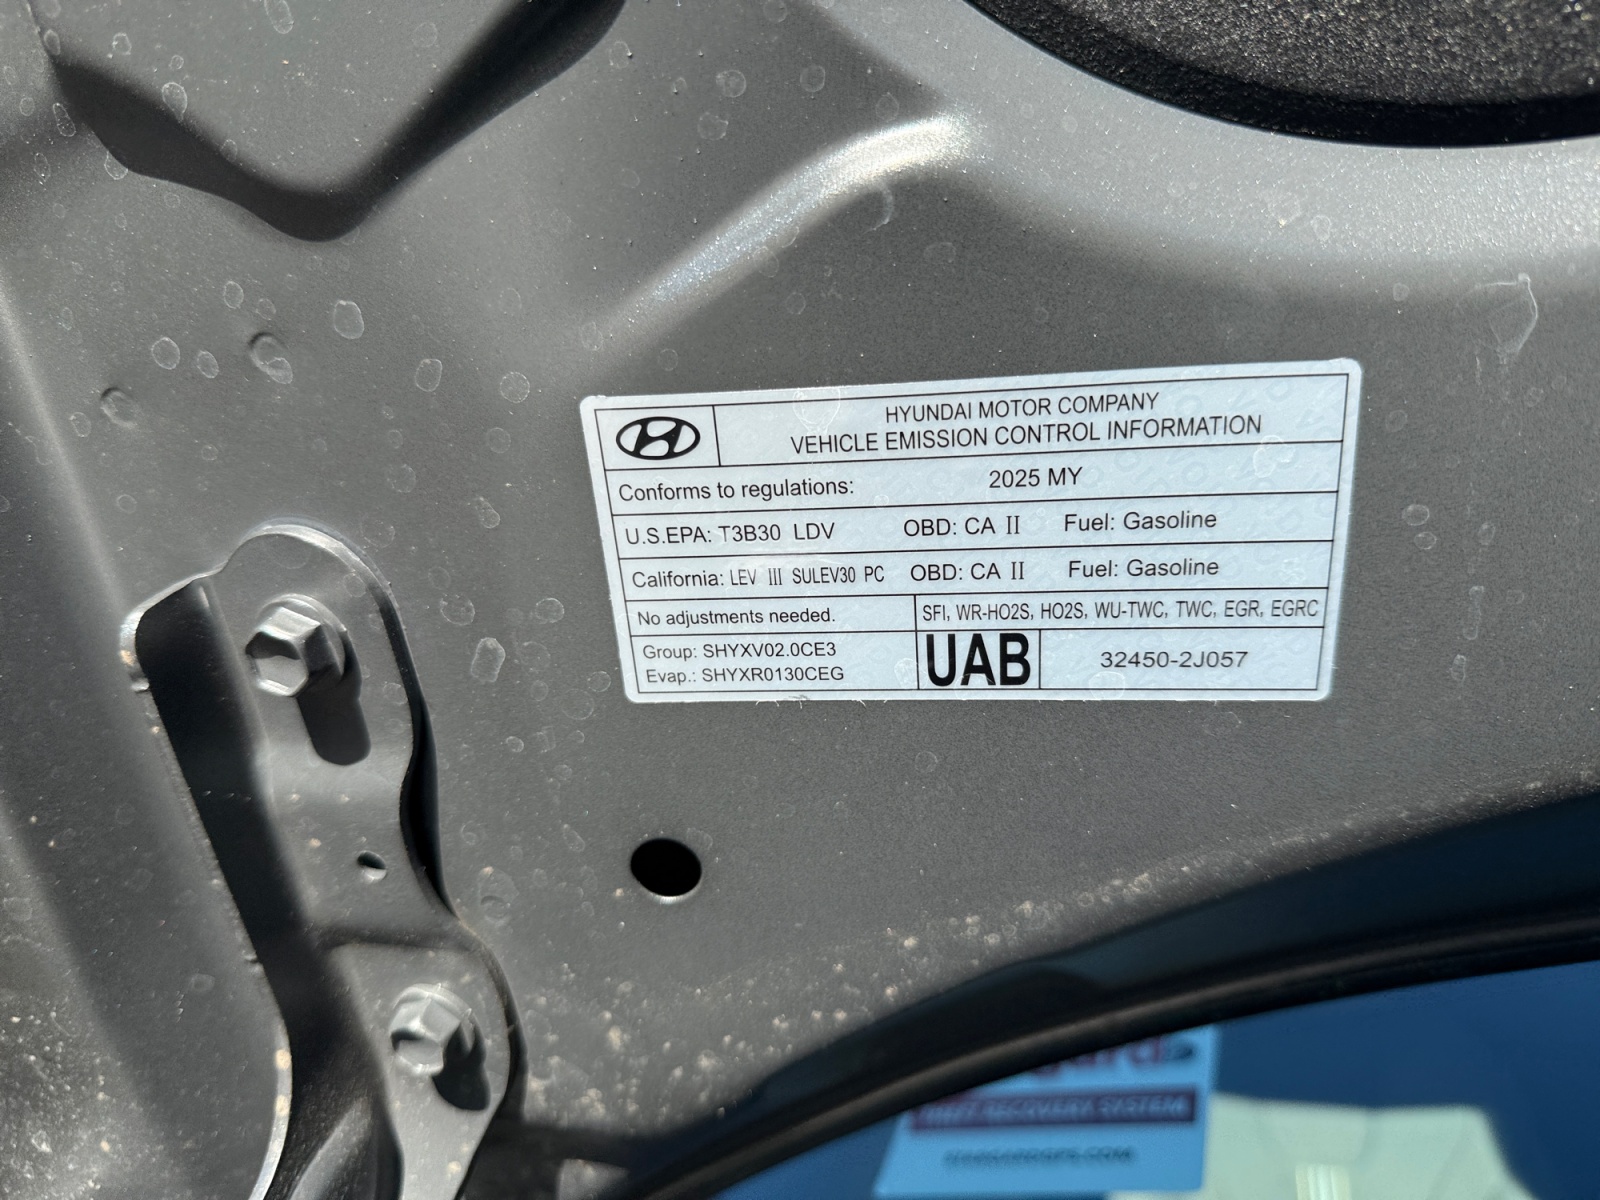 HYUNDAI MOTOR COMPANY
VEHICLE EMISSION CONTROL INFORMATION
Conforms to regulations: 2025 MY
U.S.EPA: T3B30 LDV OBD: CA II Fuel: Gasoline
California: LEV III SULEV30 PC OBD: CA II Fuel: Gasoline
No adjustments needed. SFI, WR-HO2S, HO2S, WU-TWC, TWC, EGR, EGRC
Group: SHYXV02.0CE3
Evap.: SHYXR0130CEG
UAB
32450-2J057
RECOVERY SYSTEM